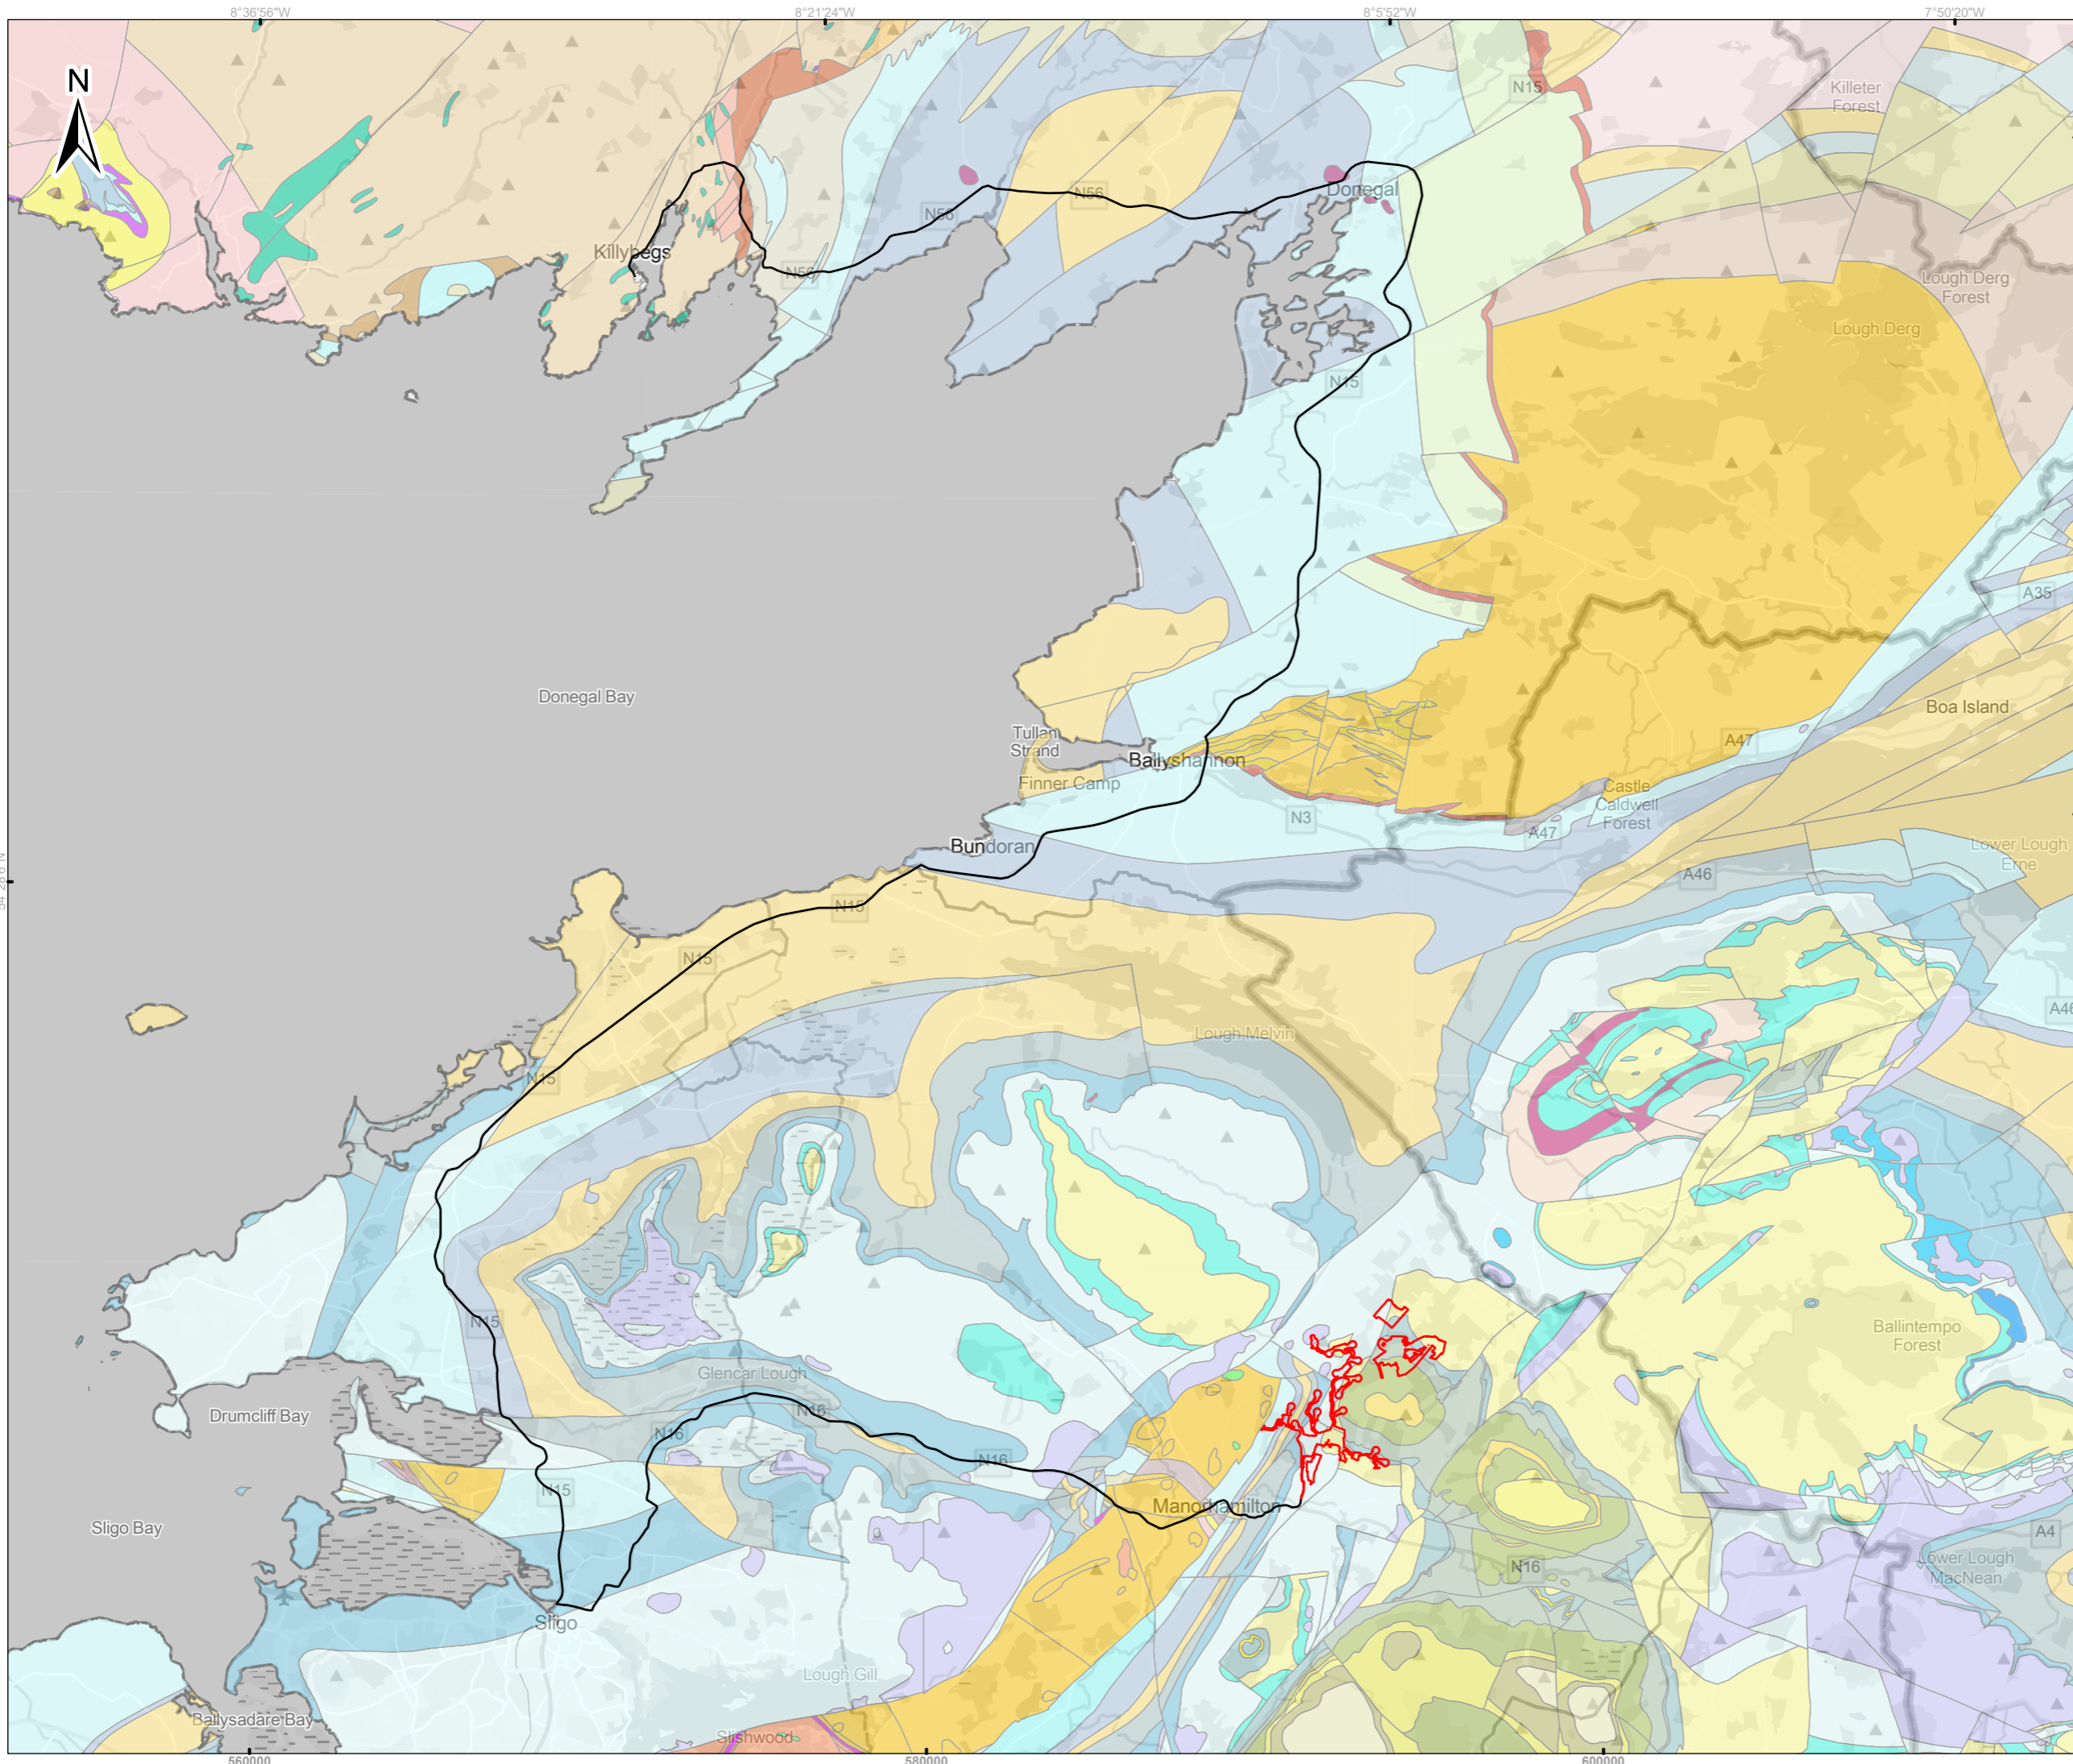 8°36'56"W
8°21'24"W
8°5'52"W
7°50'20"W
N
N15
Killeter
Forest
Donegal
N56
N56
Killybegs
N56
Lough Derg
Forest
Lough Derg
N15
A35
Donegal Bay
Boa Island
Tullan
Strand
A47
Ballyshannon
Finner Camp
Castle
Caldwell
Forest
N3
A47
Bundoran
Lower Lough
Erne
A46
N15
N15
A46
Lough Melvin
N15
N15
Ballintempo
Forest
Glencar Lough
Drumcliff Bay
N16
N16
N16
N15
Manorhamilton
Sligo Bay
A4
N16
Lower Lough
MacNean
Sligo
Lough Gill
Ballysadare Bay
Slishwood
560000
580000
600000